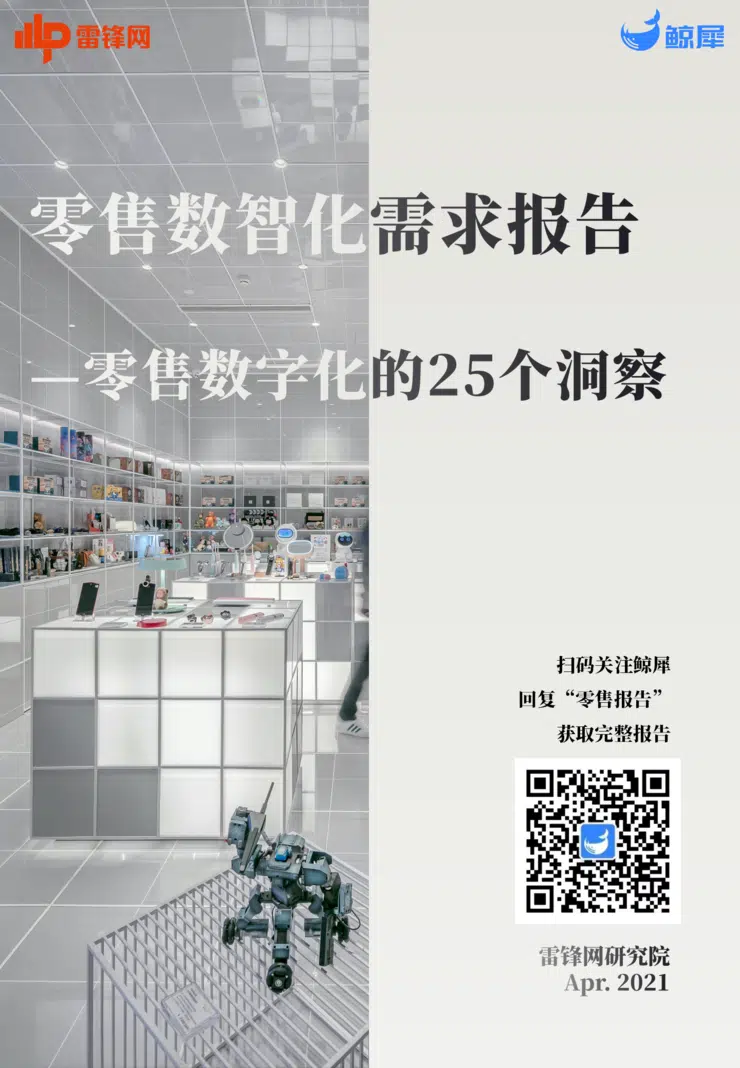 雷锋网
鲸犀
零售数智化需求报告
—零售数字化的25个洞察
扫码关注鲸犀
回复“零售报告”
获取完整报告
雷锋网研究院
Apr. 2021